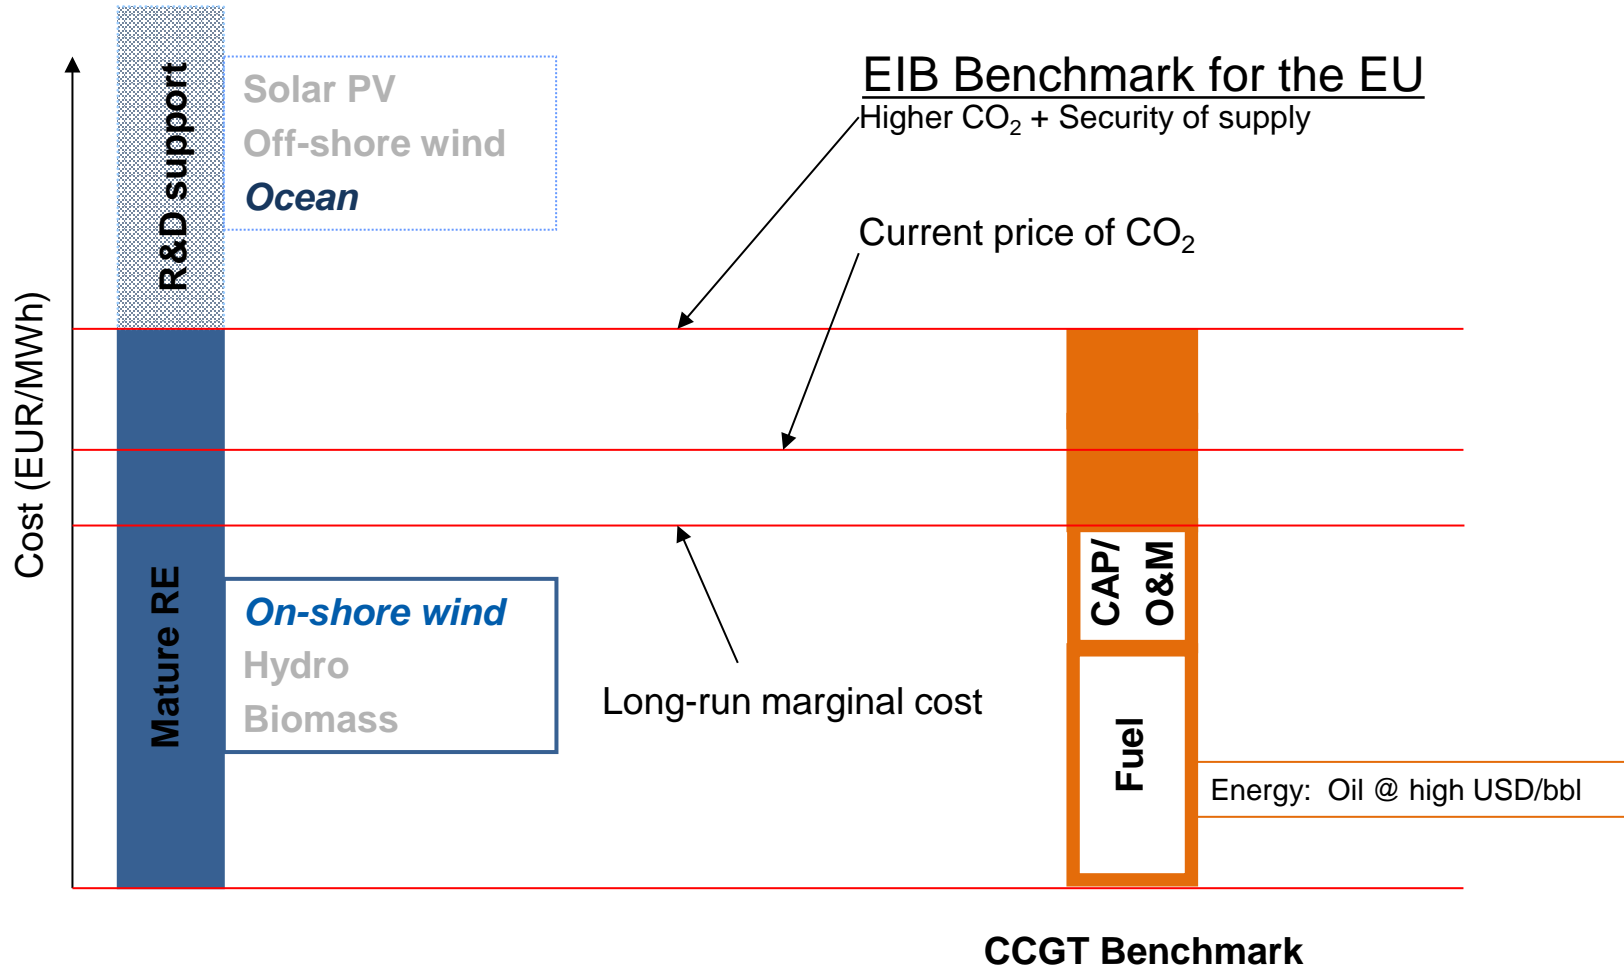 EIB Benchmark for the EU
Higher CO₂ + Security of supply
Solar PV
Off-shore wind
Ocean
R&D support
Current price of CO₂
Cost (EUR/MWh)
Mature RE
On-shore wind
Hydro
Biomass
Long-run marginal cost
CAP/
O&M
Fuel
Energy: Oil @ high USD/bbl
CCGT Benchmark